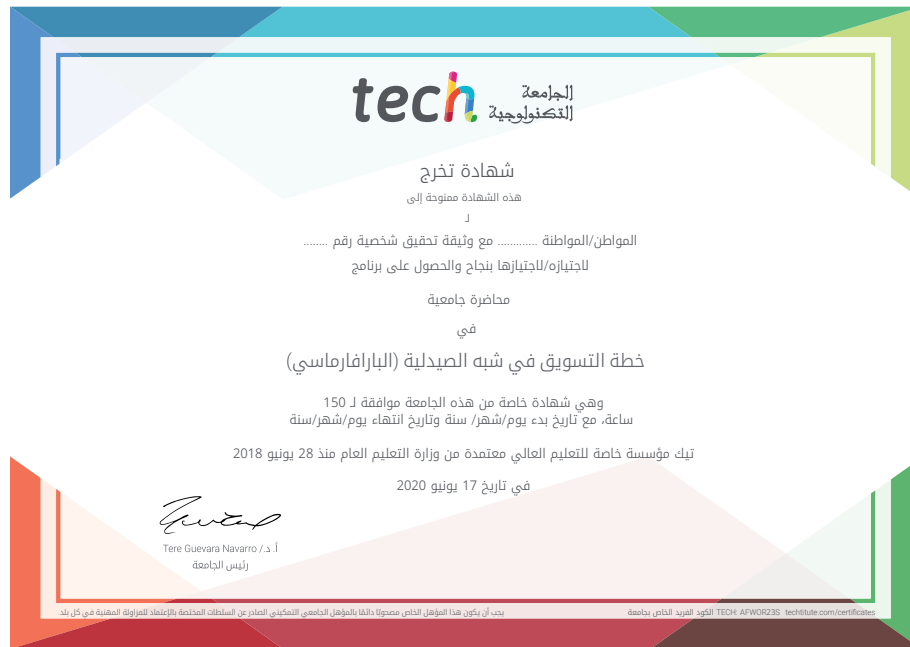 tech
الجامعة
التكنولوجية
شهادة تخرج
هذه الشهادة ممنوحة إلى
لـ
المواطن/المواطنة ............ مع وثيقة تحقيق شخصية رقم ........
لاجتيازه/لاجتيازها بنجاح والحصول على برنامج
محاضرة جامعية
في
خطة التسويق في شبه الصيدلية (البارافارماسي)
وهي شهادة خاصة من هذه الجامعة موافقة لـ 150
ساعة، مع تاريخ بدء يوم/شهر/ سنة وتاريخ انتهاء يوم/شهر/سنة
تيك مؤسسة خاصة للتعليم العالي معتمدة من وزارة التعليم العام منذ 28 يونيو 2018
في تاريخ 17 يونيو 2020
أ. د./ Tere Guevara Navarro
رئيس الجامعة
يجب أن يكون هذا المؤهل الخاص مصحوبًا دائمًا بالمؤهل الجامعي التمكيني الصادر عن السلطات المختصة بالإعتماد للمزاولة المهنية في كل بلد.
الكود الفريد الخاص بجامعة TECH: AFWOR23S techtitute.com/certificates